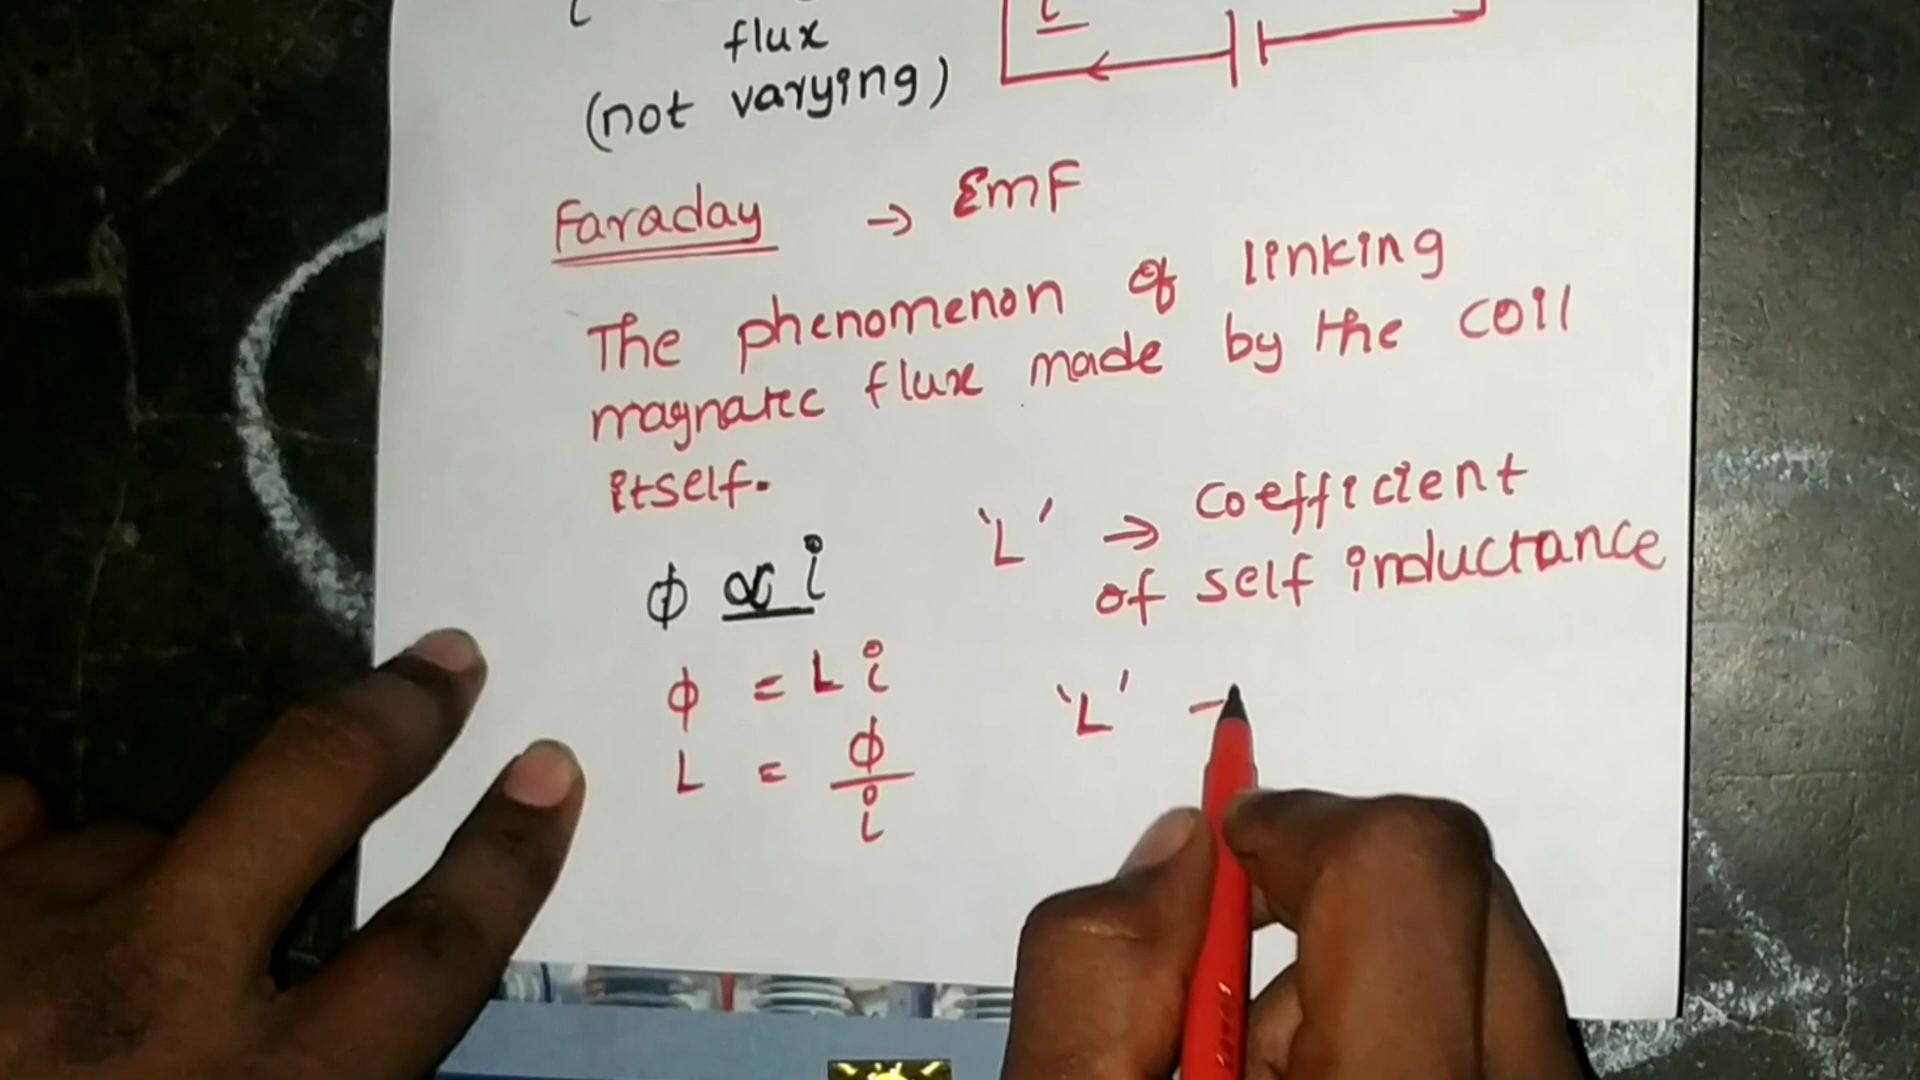 i
flux
(not varying)
i
Faraday → EmF
The phenomenon of linking
magnatic flux made by the coil
itself.
'L' → coefficient
of self inductance
ϕ ∝ i
ϕ = L i
L = ϕ/i
'L' –